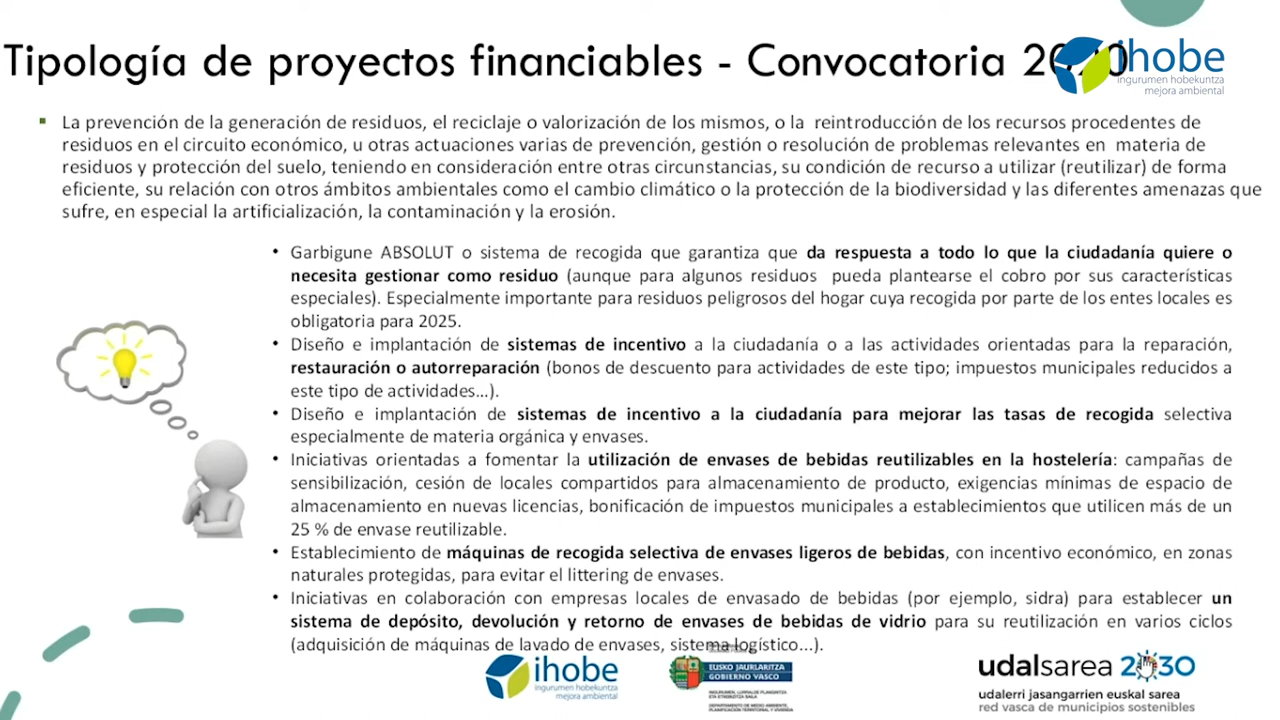 Tipología de proyectos financiables - Convocatoria 2020
ihobe
ingurumen hobekuntza
mejora ambiental
▪ La prevención de la generación de residuos, el reciclaje o valorización de los mismos, o la reintroducción de los recursos procedentes de
residuos en el circuito económico, u otras actuaciones varias de prevención, gestión o resolución de problemas relevantes en materia de
residuos y protección del suelo, teniendo en consideración entre otras circunstancias, su condición de recurso a utilizar (reutilizar) de forma
eficiente, su relación con otros ámbitos ambientales como el cambio climático o la protección de la biodiversidad y las diferentes amenazas que
sufre, en especial la artificialización, la contaminación y la erosión.
• Garbigune ABSOLUT o sistema de recogida que garantiza que da respuesta a todo lo que la ciudadanía quiere o
necesita gestionar como residuo (aunque para algunos residuos pueda plantearse el cobro por sus características
especiales). Especialmente importante para residuos peligrosos del hogar cuya recogida por parte de los entes locales es
obligatoria para 2025.
• Diseño e implantación de sistemas de incentivo a la ciudadanía o a las actividades orientadas para la reparación,
restauración o autorreparación (bonos de descuento para actividades de este tipo; impuestos municipales reducidos a
este tipo de actividades...).
• Diseño e implantación de sistemas de incentivo a la ciudadanía para mejorar las tasas de recogida selectiva
especialmente de materia orgánica y envases.
• Iniciativas orientadas a fomentar la utilización de envases de bebidas reutilizables en la hostelería: campañas de
sensibilización, cesión de locales compartidos para almacenamiento de producto, exigencias mínimas de espacio de
almacenamiento en nuevas licencias, bonificación de impuestos municipales a establecimientos que utilicen más de un
25 % de envase reutilizable.
• Establecimiento de máquinas de recogida selectiva de envases ligeros de bebidas, con incentivo económico, en zonas
naturales protegidas, para evitar el littering de envases.
• Iniciativas en colaboración con empresas locales de envasado de bebidas (por ejemplo, sidra) para establecer un
sistema de depósito, devolución y retorno de envases de bebidas de vidrio para su reutilización en varios ciclos
(adquisición de máquinas de lavado de envases, sistema logístico...).
ihobe
ingurumen hobekuntza
mejora ambiental
EUSKO JAURLARITZA
GOBIERNO VASCO
INGURUMEN, LURRALDE PLANGINTZA
ETA ETXEBIZITZA SAILA
DEPARTAMENTO DE MEDIO AMBIENTE,
PLANIFICACIÓN TERRITORIAL Y VIVIENDA
udalsarea 2030
udalerri jasangarrien euskal sarea
red vasca de municipios sostenibles